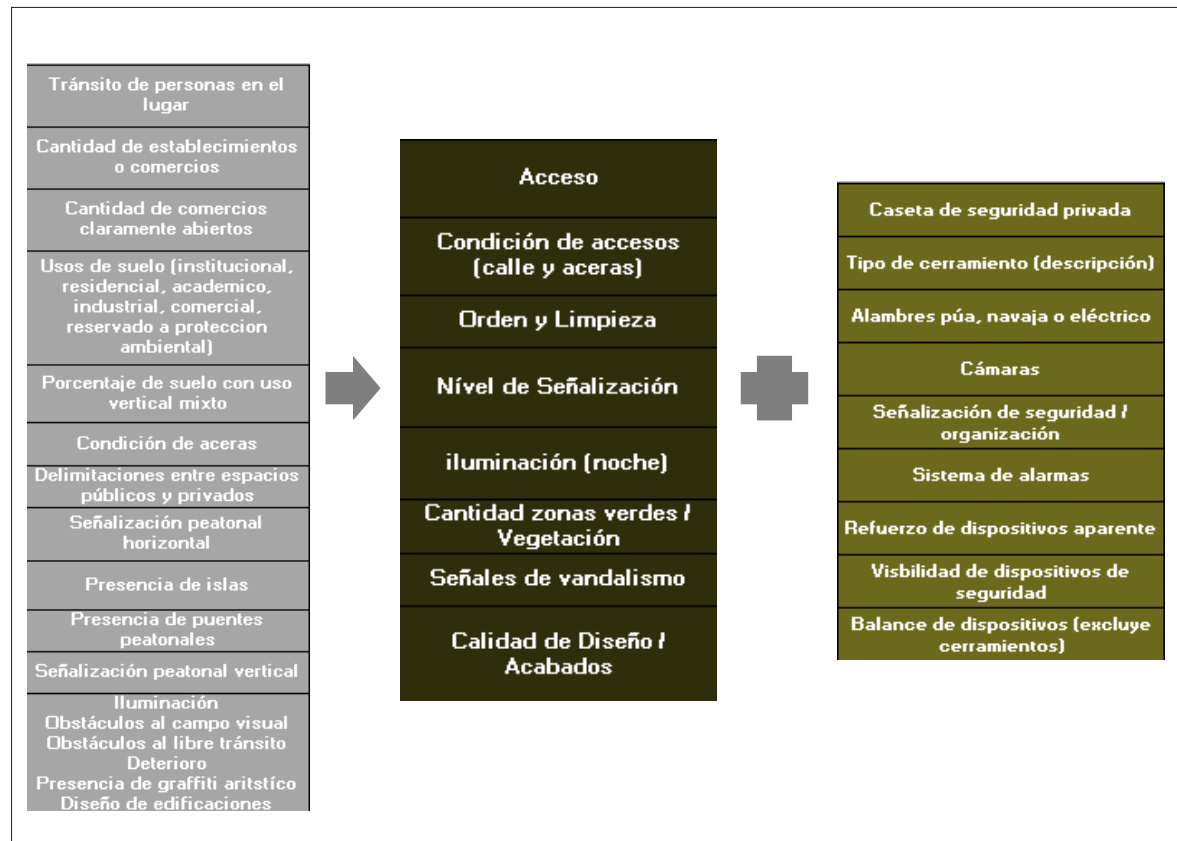 Tránsito de personas en el
lugar
Cantidad de establecimientos
o comercios
Cantidad de comercios
claramente abiertos
Usos de suelo (institucional,
residencial, academico,
industrial, comercial,
reservado a proteccion
ambiental)
Porcentaje de suelo con uso
vertical mixto
Condición de aceras
Delimitaciones entre espacios
públicos y privados
Señalización peatonal
horizontal
Presencia de islas
Presencia de puentes
peatonales
Señalización peatonal vertical
Iluminación
Obstáculos al campo visual
Obstáculos al libre tránsito
Deterioro
Presencia de graffiti aritstíco
Diseño de edificaciones
Acceso
Condición de accesos
(calle y aceras)
Orden y Limpieza
Nível de Señalización
iluminación (noche)
Cantidad zonas verdes /
Vegetación
Señales de vandalismo
Calidad de Diseño /
Acabados
Caseta de seguridad privada
Tipo de cerramiento (descripción)
Alambres púa, navaja o eléctrico
Cámaras
Señalización de seguridad /
organización
Sistema de alarmas
Refuerzo de dispositivos aparente
Visbilidad de dispositivos de
seguridad
Balance de dispositivos (excluye
cerramientos)